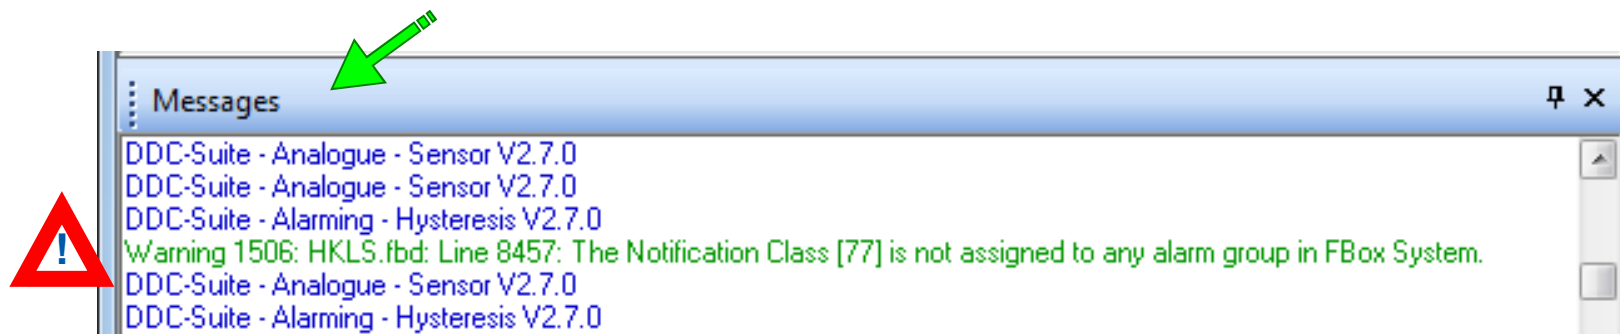 Messages
DDC-Suite - Analogue - Sensor V2.7.0
DDC-Suite - Analogue - Sensor V2.7.0
DDC-Suite - Alarming - Hysteresis V2.7.0
!
Warning 1506: HKLS.fbd: Line 8457: The Notification Class [77] is not assigned to any alarm group in FBox System.
DDC-Suite - Analogue - Sensor V2.7.0
DDC-Suite - Alarming - Hysteresis V2.7.0